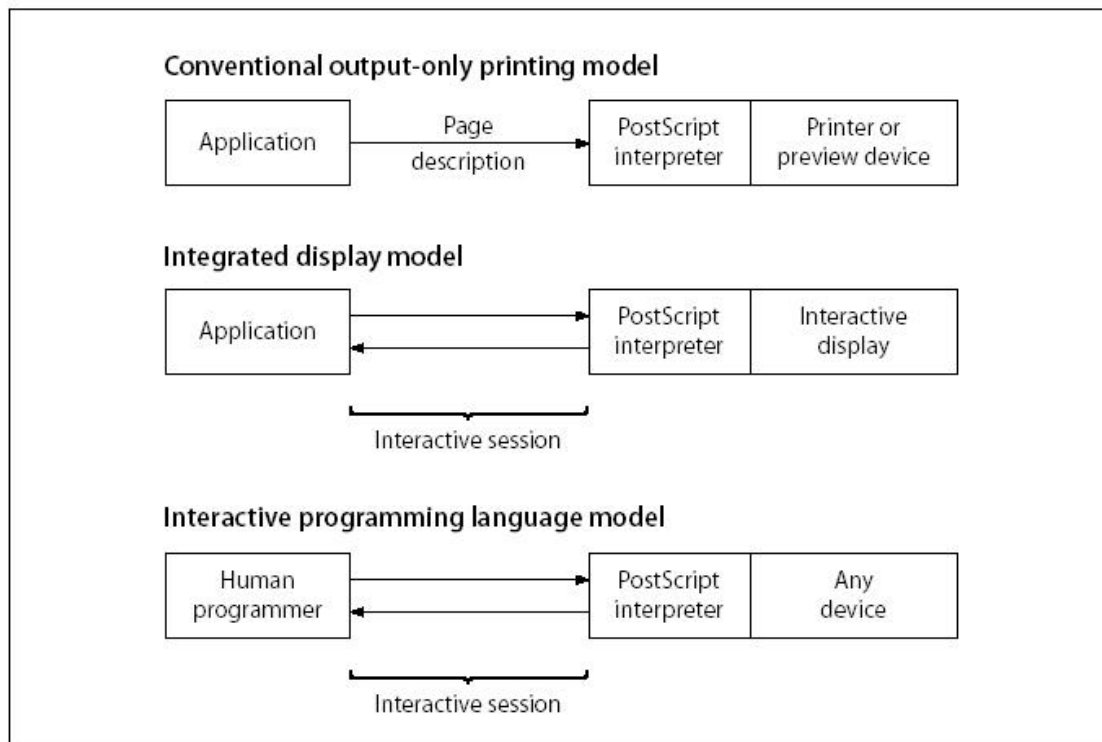 Conventional output-only printing model
Application
Page
description
PostScript
interpreter
Printer or
preview device
Integrated display model
Application
PostScript
interpreter
Interactive
display
Interactive session
Interactive programming language model
Human
programmer
PostScript
interpreter
Any
device
Interactive session